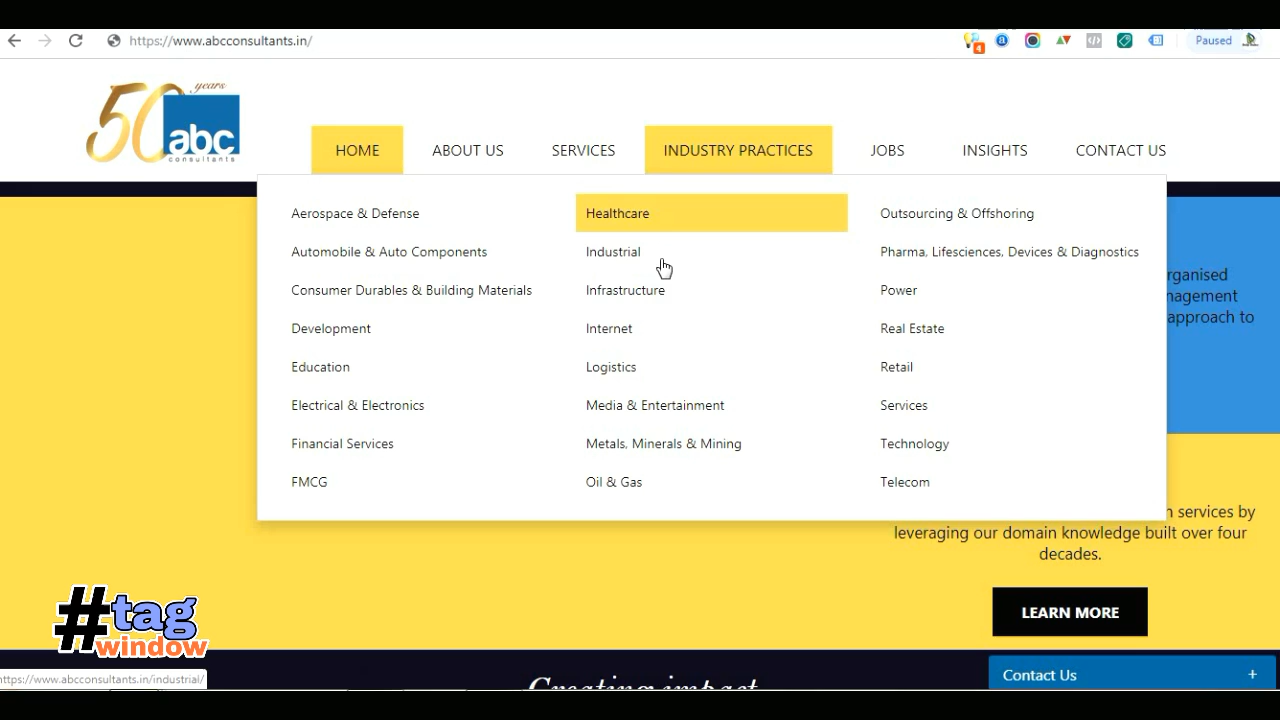 https://www.abcconsultants.in/
4
Paused
50 years
abc
consultants
HOME
ABOUT US
SERVICES
INDUSTRY PRACTICES
JOBS
INSIGHTS
CONTACT US
Aerospace & Defense
Automobile & Auto Components
Consumer Durables & Building Materials
Development
Education
Electrical & Electronics
Financial Services
FMCG
Healthcare
Industrial
Infrastructure
Internet
Logistics
Media & Entertainment
Metals, Minerals & Mining
Oil & Gas
Outsourcing & Offshoring
Pharma, Lifesciences, Devices & Diagnostics
Power
Real Estate
Retail
Services
Technology
Telecom
approach to
services by
leveraging our domain knowledge built over four
decades.
LEARN MORE
#tag
window
Creating impact
Contact Us +
https://www.abcconsultants.in/industrial/